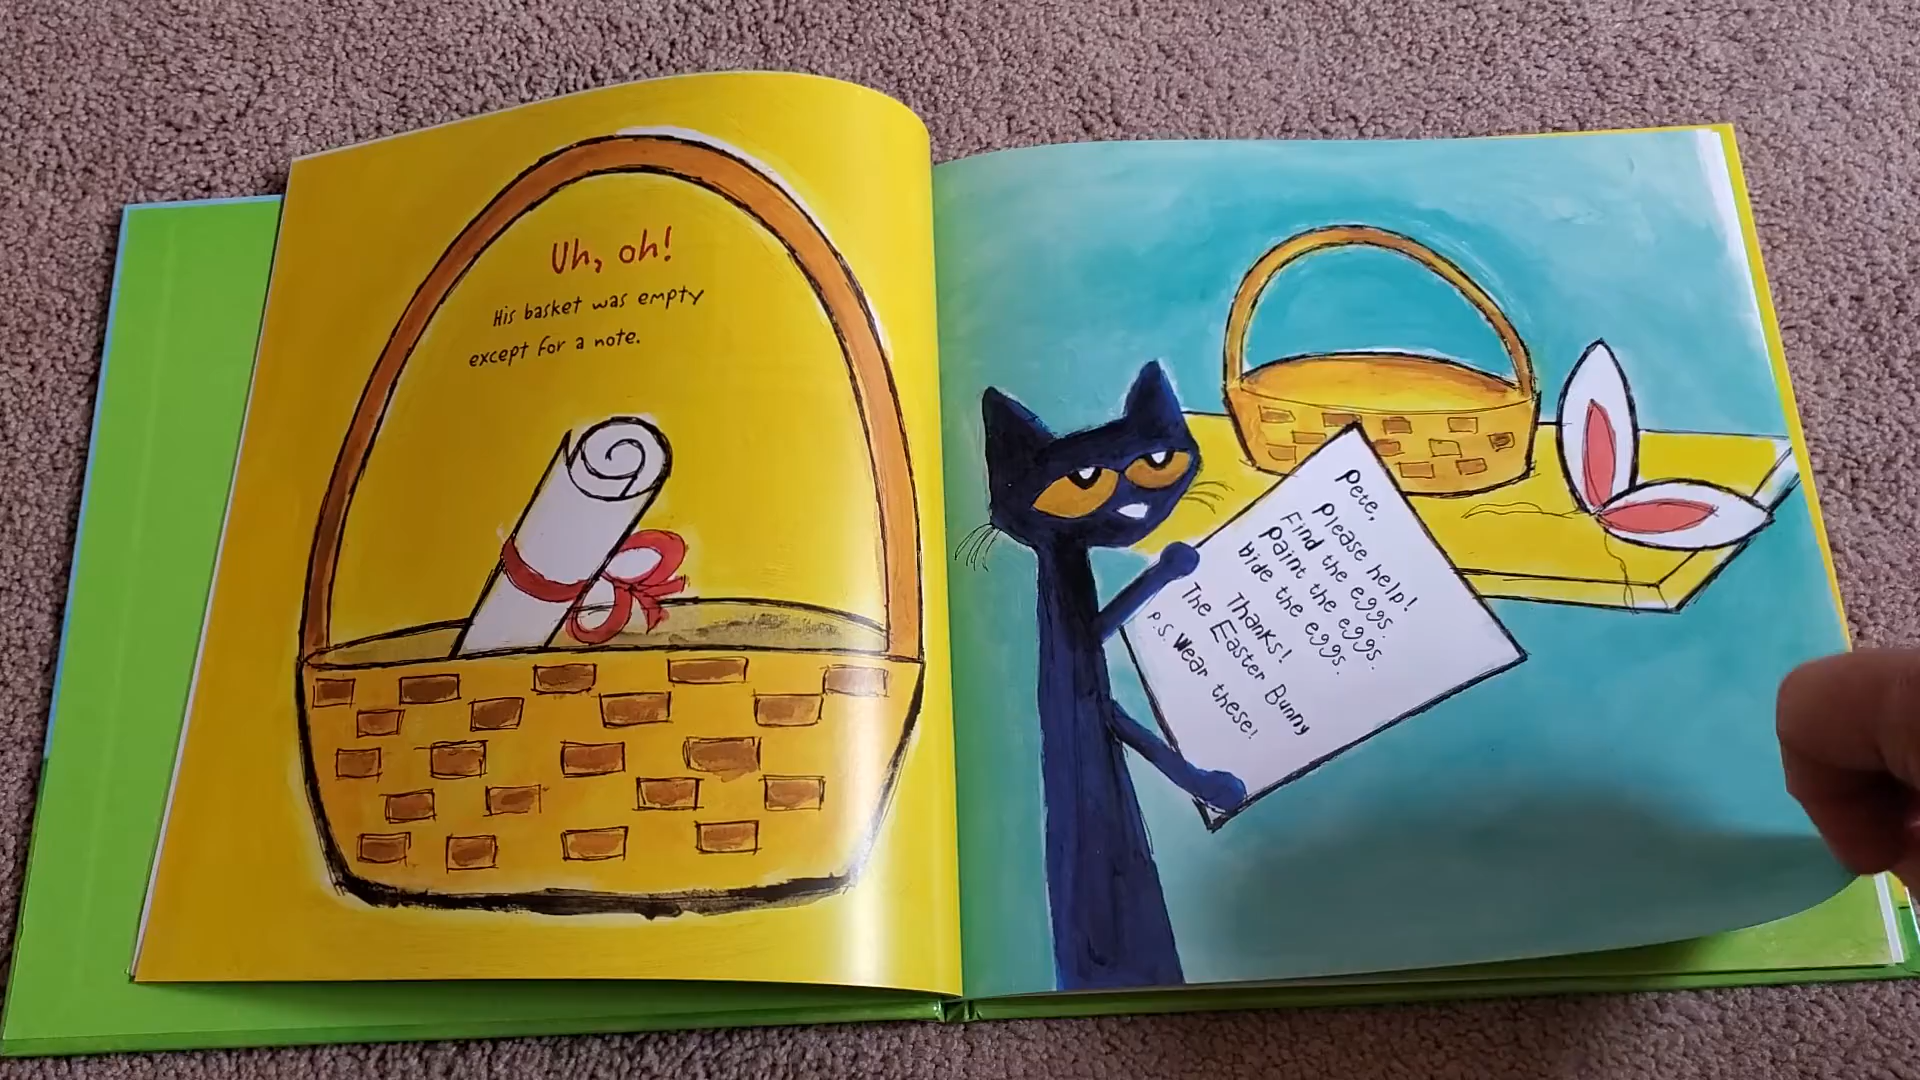 Uh, oh!
His basket was empty
except for a note.
Pete,
Please help!
Find the eggs.
Paint the eggs.
Hide the eggs.
Thanks!
The Easter Bunny
P.S. Wear these!